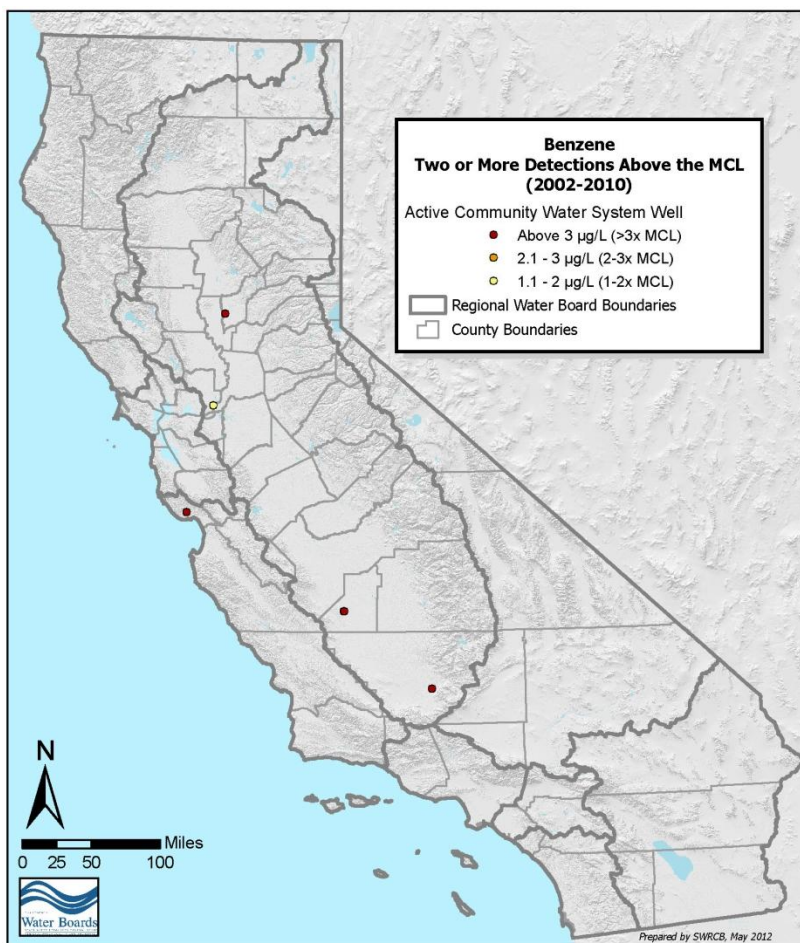 Benzene
Two or More Detections Above the MCL
(2002-2010)
Active Community Water System Well
Above 3 µg/L (>3x MCL)
2.1 - 3 µg/L (2-3x MCL)
1.1 - 2 µg/L (1-2x MCL)
Regional Water Board Boundaries
County Boundaries
N
Miles
0 25 50 100
Water Boards
Prepared by SWRCB, May 2012